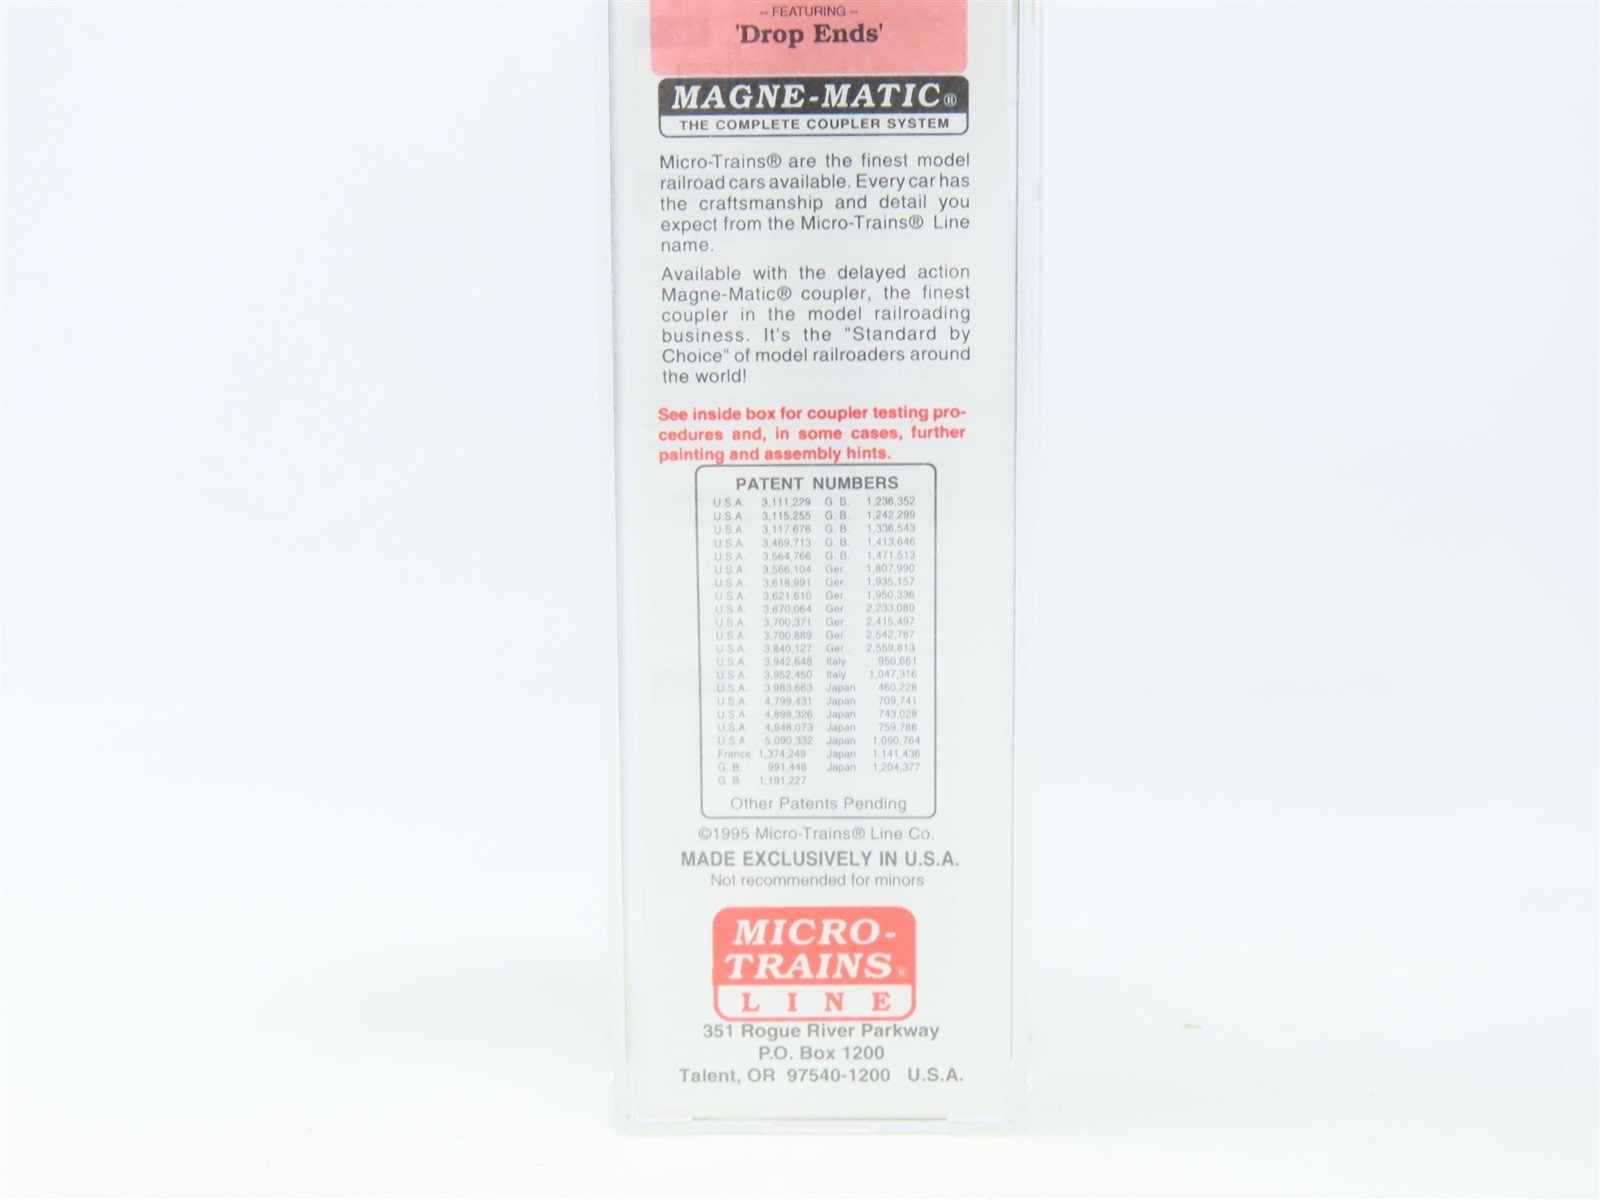 -- FEATURING --
'Drop Ends'
MAGNE-MATIC®
THE COMPLETE COUPLER SYSTEM
Micro-Trains® are the finest model
railroad cars available. Every car has
the craftsmanship and detail you
expect from the Micro-Trains® Line
name.
Available with the delayed action
Magne-Matic® coupler, the finest
coupler in the model railroading
business. It's the "Standard by
Choice" of model railroaders around
the world!
See inside box for coupler testing pro-
cedures and, in some cases, further
painting and assembly hints.
PATENT NUMBERS
U.S.A. 3,111,229 G. B. 1,236,352
U.S.A. 3,115,255 G. B. 1,242,299
U.S.A. 3,117,676 G. B. 1,336,543
U.S.A. 3,469,713 G. B. 1,413,646
U.S.A. 3,564,766 G. B. 1,471,513
U.S.A. 3,566,104 Ger. 1,807,990
U.S.A. 3,618,991 Ger. 1,935,157
U.S.A. 3,621,610 Ger. 1,950,336
U.S.A. 3,670,064 Ger. 2,233,080
U.S.A. 3,700,371 Ger. 2,415,497
U.S.A. 3,700,889 Ger. 2,542,787
U.S.A. 3,840,127 Ger. 2,559,813
U.S.A. 3,942,648 Italy 950,661
U.S.A. 3,952,450 Italy 1,047,316
U.S.A. 3,983,663 Japan 460,228
U.S.A. 4,799,431 Japan 709,741
U.S.A. 4,898,326 Japan 743,028
U.S.A. 4,948,073 Japan 759,786
U.S.A. 5,090,332 Japan 1,090,764
France 1,374,249 Japan 1,141,436
G. B. 991,448 Japan 1,204,377
G. B. 1,191,227
Other Patents Pending
©1995 Micro-Trains® Line Co.
MADE EXCLUSIVELY IN U.S.A.
Not recommended for minors
MICRO-
TRAINS®
LINE
351 Rogue River Parkway
P.O. Box 1200
Talent, OR 97540-1200 U.S.A.